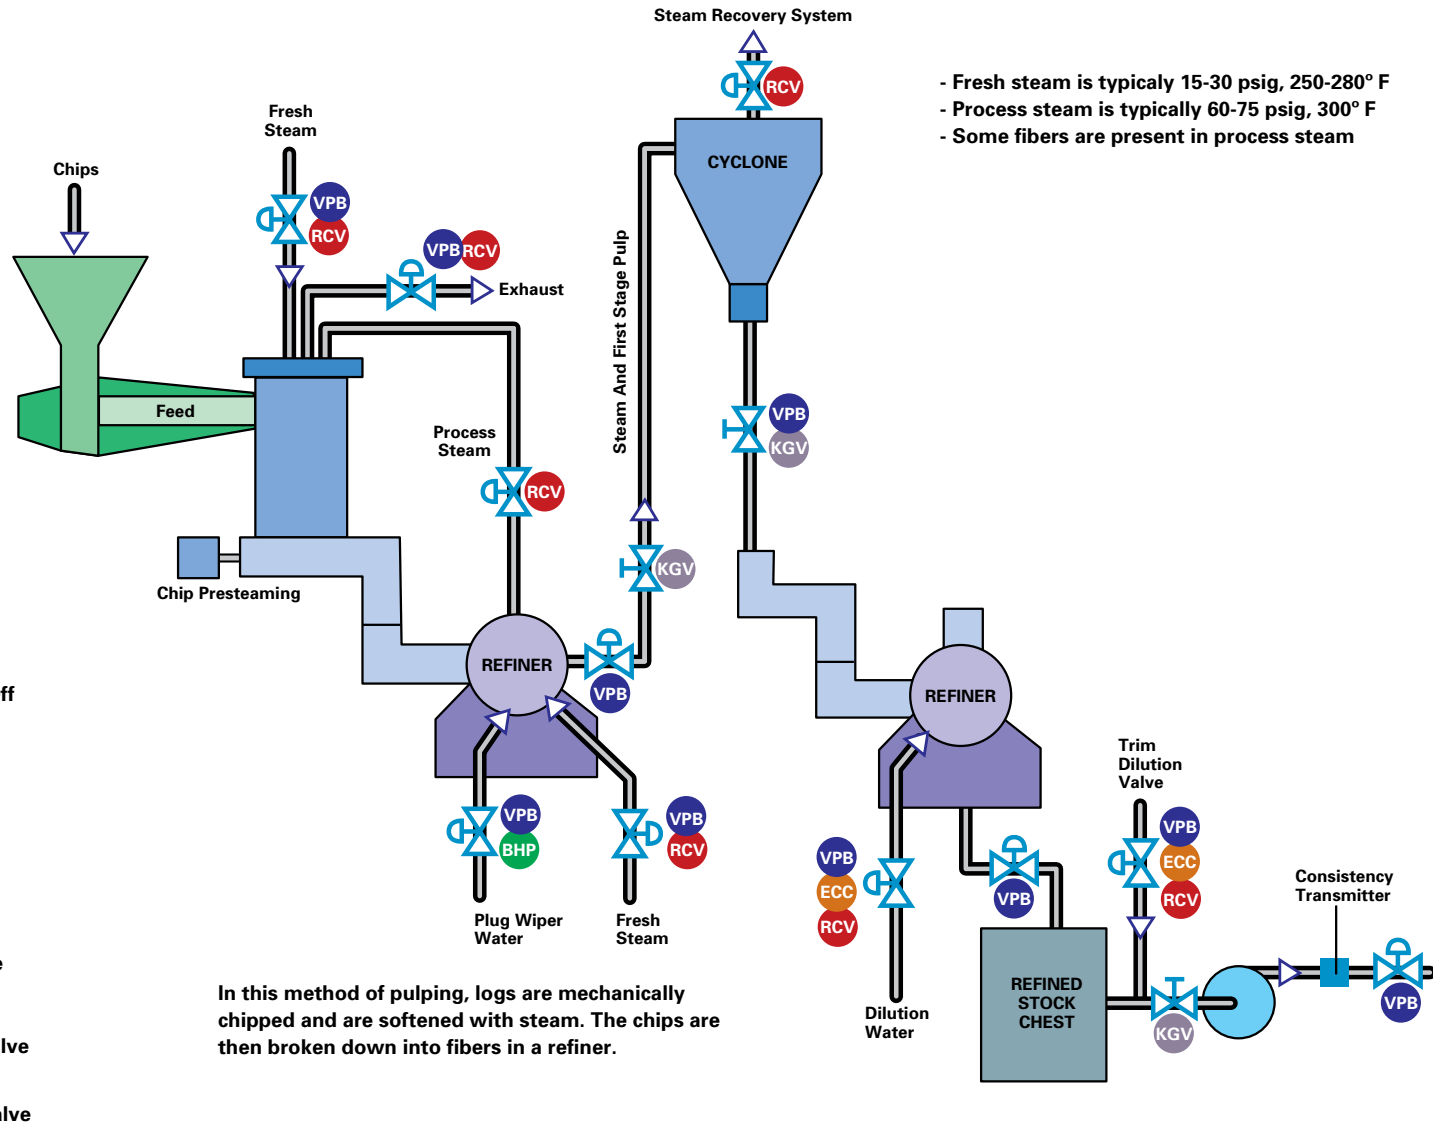 Steam Recovery System
RCV
- Fresh steam is typicaly 15-30 psig, 250-280º F
- Process steam is typically 60-75 psig, 300º F
- Some fibers are present in process steam
Fresh
Steam
VPB
RCV
Chips
CYCLONE
VPB
RCV
Exhaust
Steam And First Stage Pulp
Feed
Process
Steam
RCV
VPB
KGV
KGV
Chip Presteaming
REFINER
VPB
REFINER
ff
VPB
BHP
VPB
RCV
Plug Wiper
Water
Fresh
Steam
VPB
ECC
RCV
Dilution
Water
VPB
Trim
Dilution
Valve
VPB
ECC
RCV
Consistency
Transmitter
REFINED
STOCK
CHEST
KGV
VPB
e
lve
alve
In this method of pulping, logs are mechanically
chipped and are softened with steam. The chips are
then broken down into fibers in a refiner.